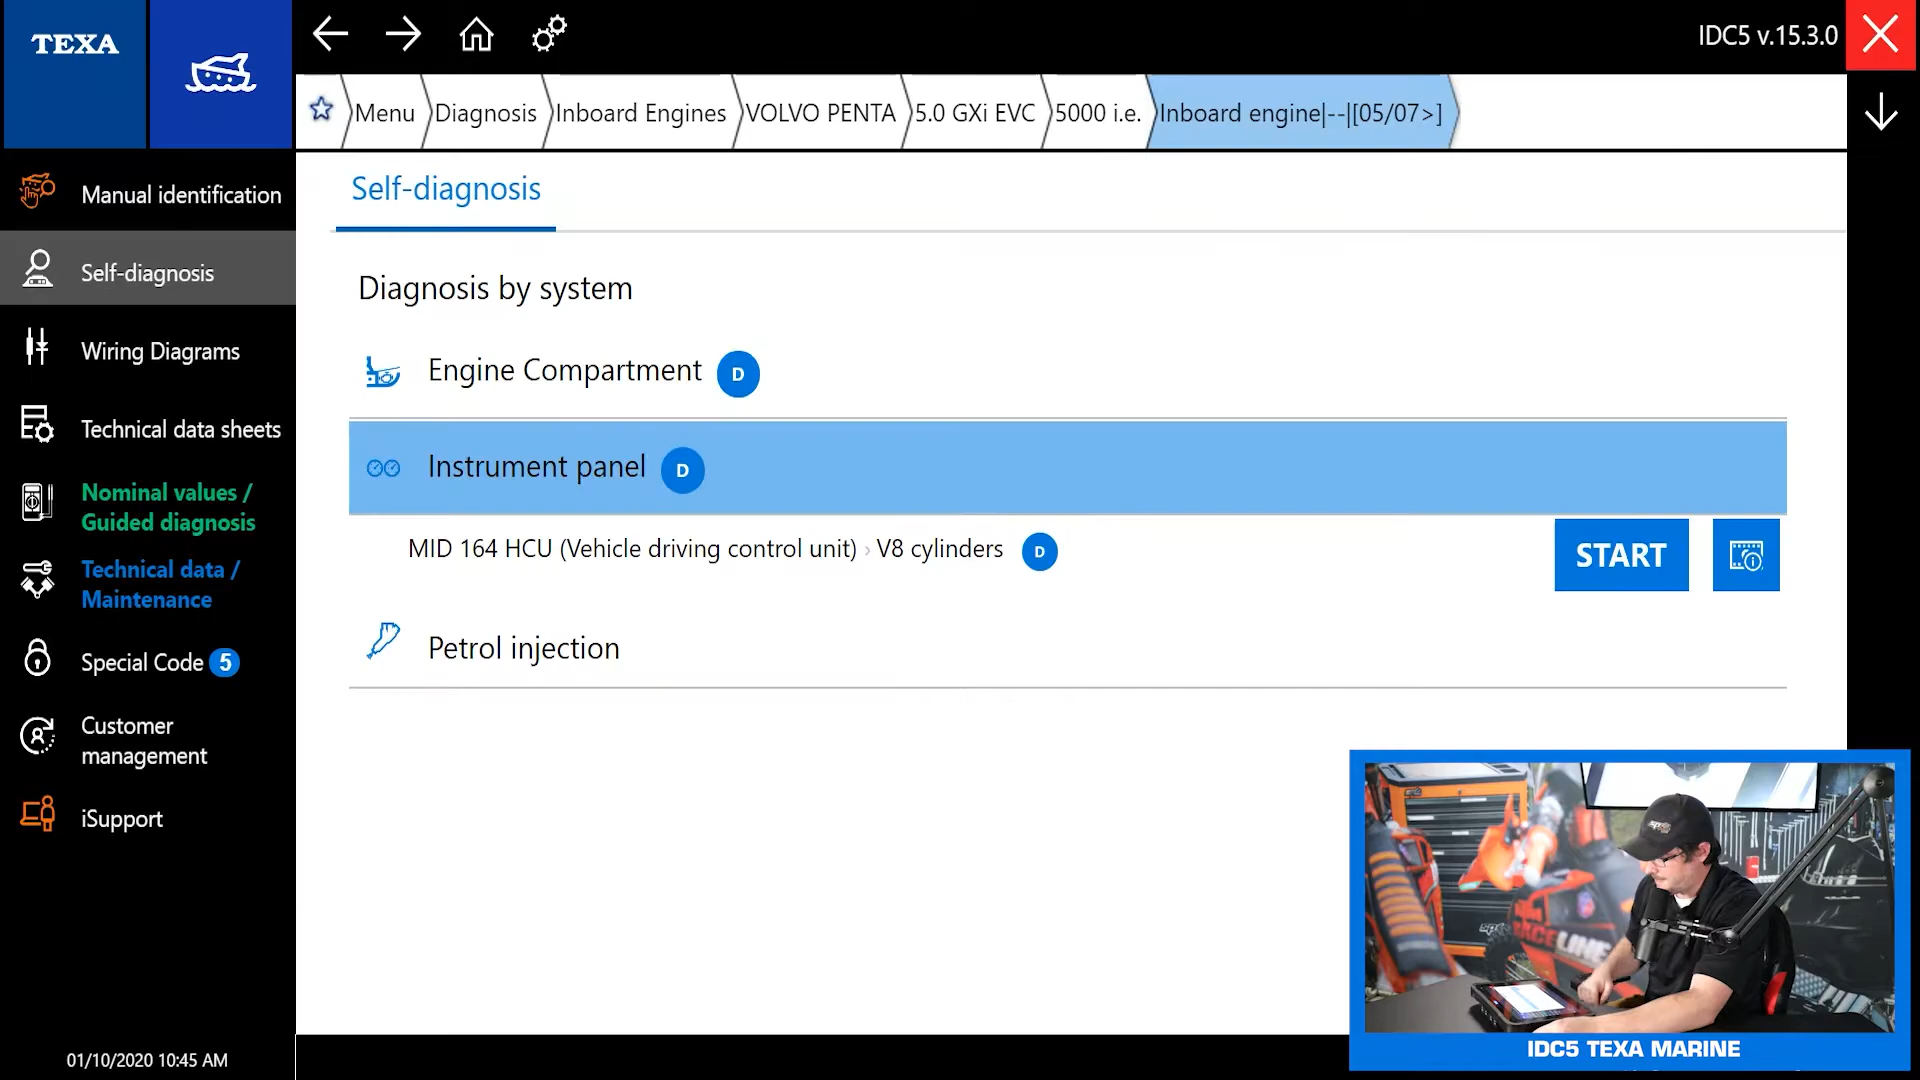 TEXA
IDC5 v.15.3.0
Menu
Diagnosis
Inboard Engines
VOLVO PENTA
5.0 GXi EVC
5000 i.e.
Inboard engine|--|[05/07>]
Manual identification
Self-diagnosis
Wiring Diagrams
Technical data sheets
Nominal values /
Guided diagnosis
Technical data /
Maintenance
Special Code 5
Customer
management
iSupport
01/10/2020 10:45 AM
Self-diagnosis
Diagnosis by system
Engine Compartment D
Instrument panel D
MID 164 HCU (Vehicle driving control unit) › V8 cylinders D
START
Petrol injection
RACELINE
IDC5 TEXA MARINE